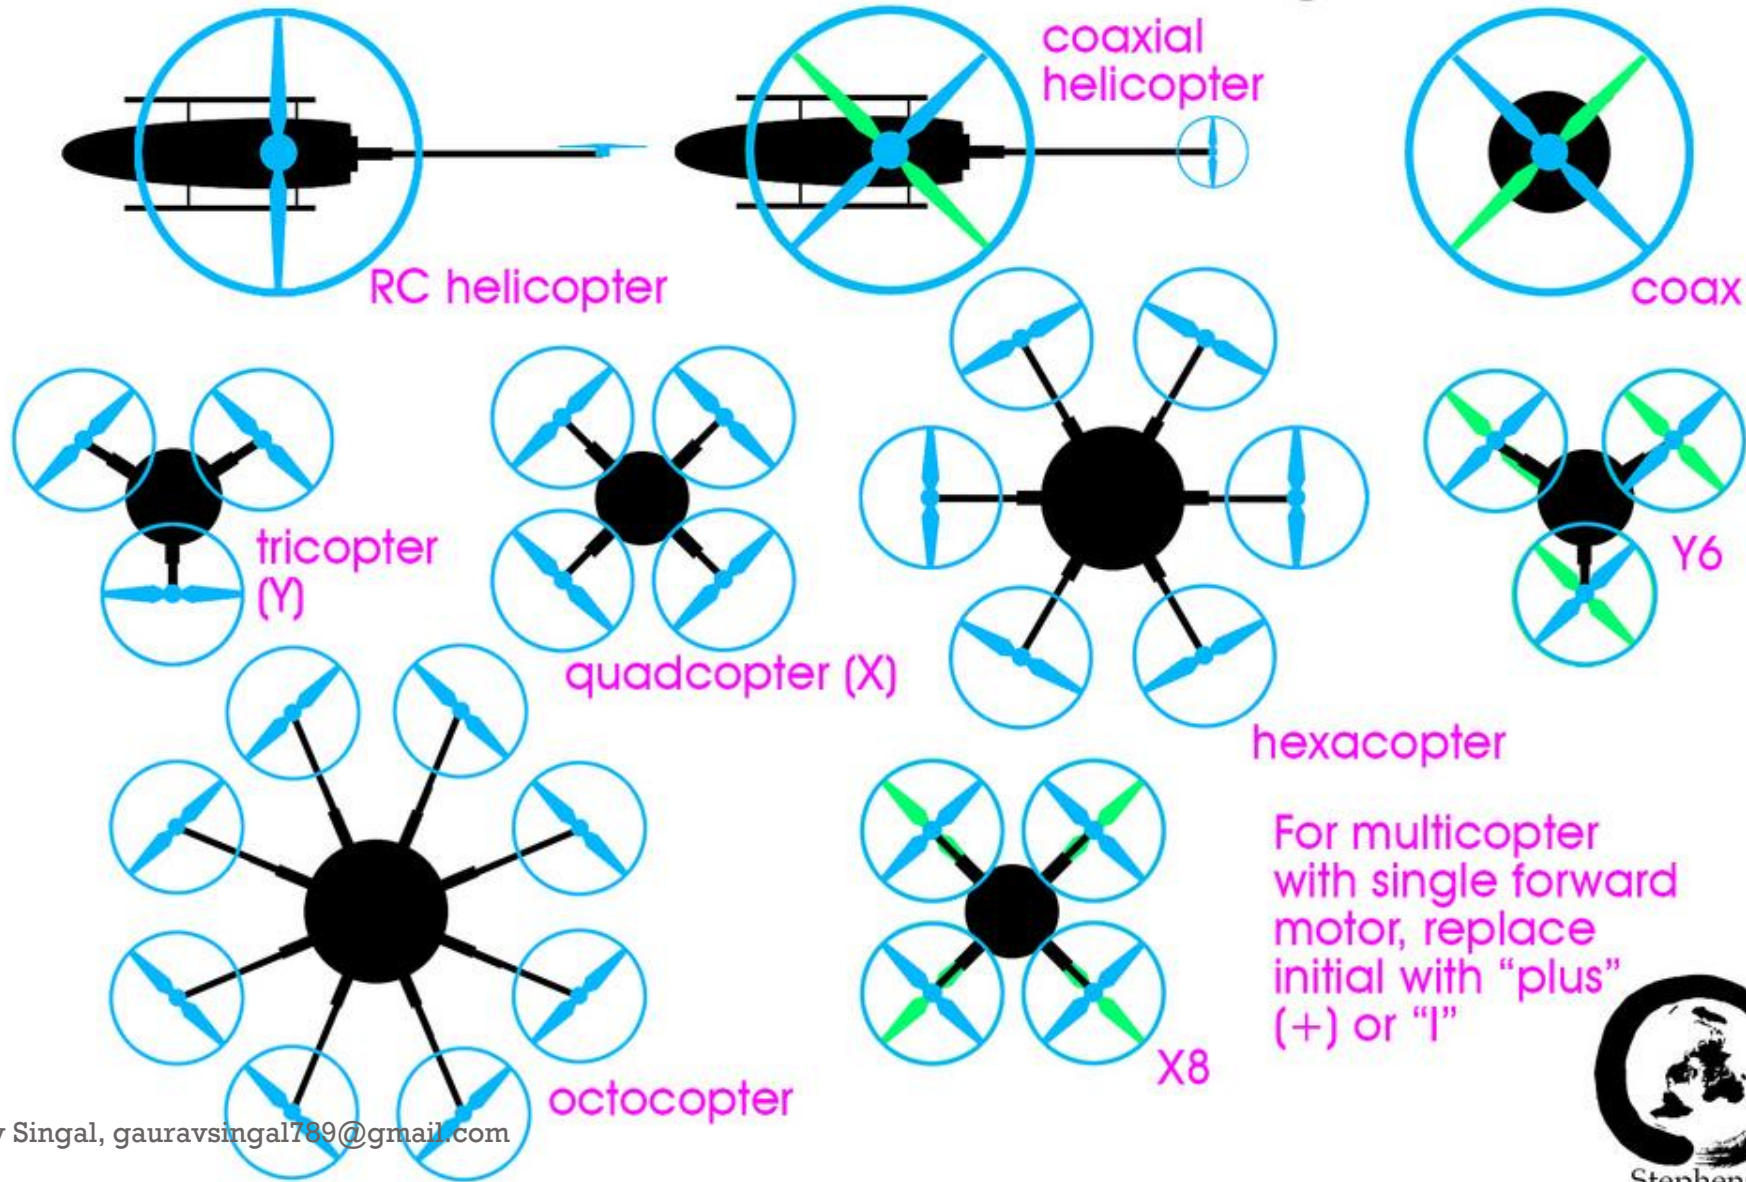 coaxial
helicopter
RC helicopter
coax
tricopter
(Y)
quadcopter (X)
Y6
hexacopter
For multicopter
with single forward
motor, replace
initial with “plus”
(+) or “I”
X8
octocopter
Singal, gauravsingal789@gmail.com